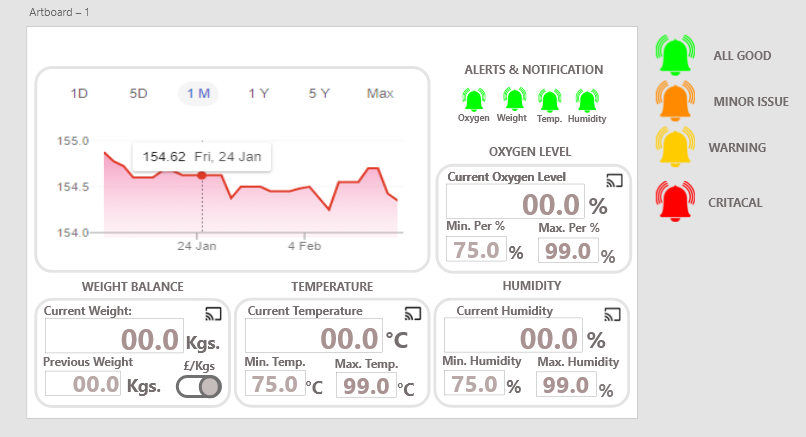 Artboard – 1
1D 5D 1 M 1 Y 5 Y Max
155.0
154.62 Fri, 24 Jan
154.5
154.0
24 Jan 4 Feb
ALERTS & NOTIFICATION
Oxygen Weight Temp. Humidity
OXYGEN LEVEL
Current Oxygen Level
00.0 %
Min. Per % Max. Per %
75.0 % 99.0 %
WEIGHT BALANCE
Current Weight:
00.0 Kgs.
Previous Weight £/Kgs
00.0 Kgs.
TEMPERATURE
Current Temperature
00.0 °C
Min. Temp. Max. Temp.
75.0 °C 99.0 °C
HUMIDITY
Current Humidity
00.0 %
Min. Humidity Max. Humidity
75.0 % 99.0 %
ALL GOOD
MINOR ISSUE
WARNING
CRITACAL